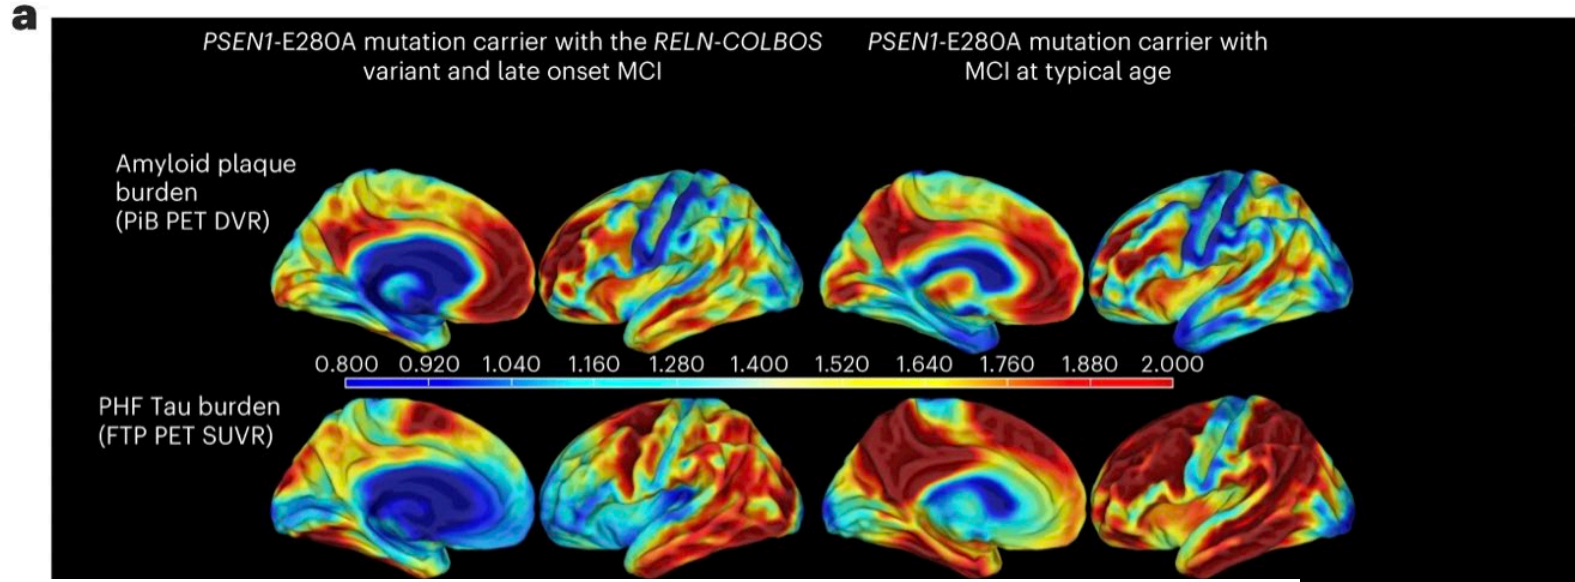 a
PSEN1-E280A mutation carrier with the RELN-COLBOS
variant and late onset MCI
PSEN1-E280A mutation carrier with
MCI at typical age
Amyloid plaque
burden
(PiB PET DVR)
0.800 0.920 1.040 1.160 1.280 1.400 1.520 1.640 1.760 1.880 2.000
PHF Tau burden
(FTP PET SUVR)